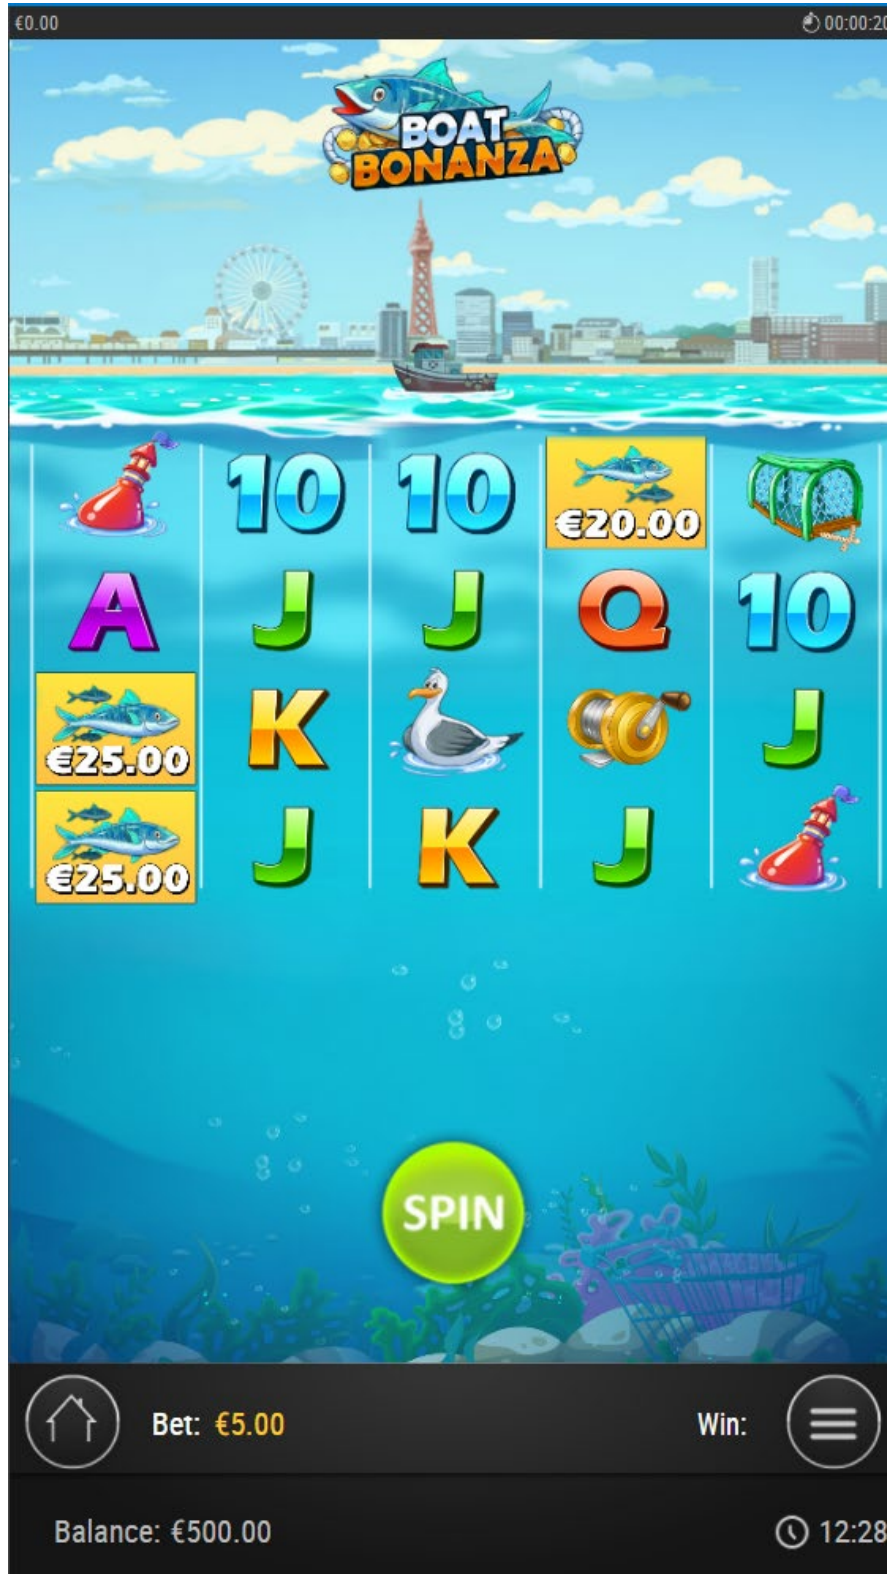 €0.00 00:00:20
BOAT
BONANZA
10 10 €20.00
A J J Q 10
€25.00 K J
€25.00 J K J
SPIN
Bet: €5.00 Win:
Balance: €500.00 12:28